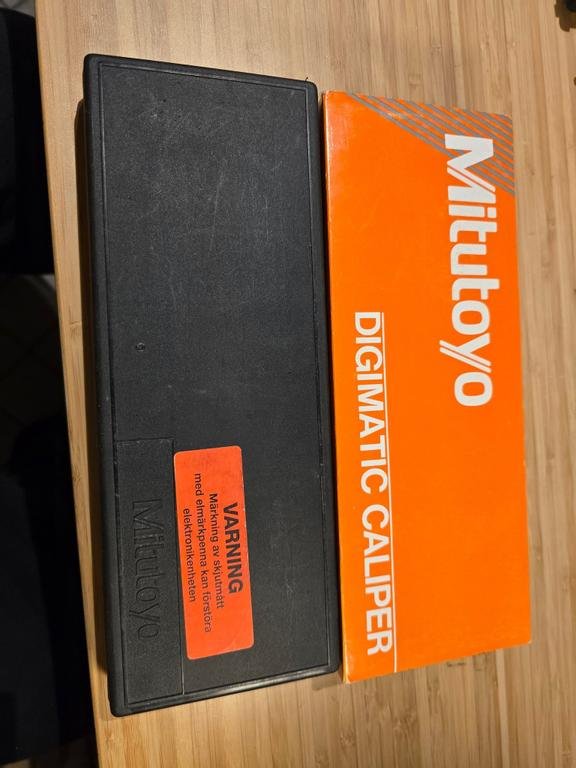 Mitutoyo
DIGIMATIC CALIPER
VARNING
Märkning av skjutmått
med elmärkpenna kan förstöra
elektronikenheten
Mitutoyo